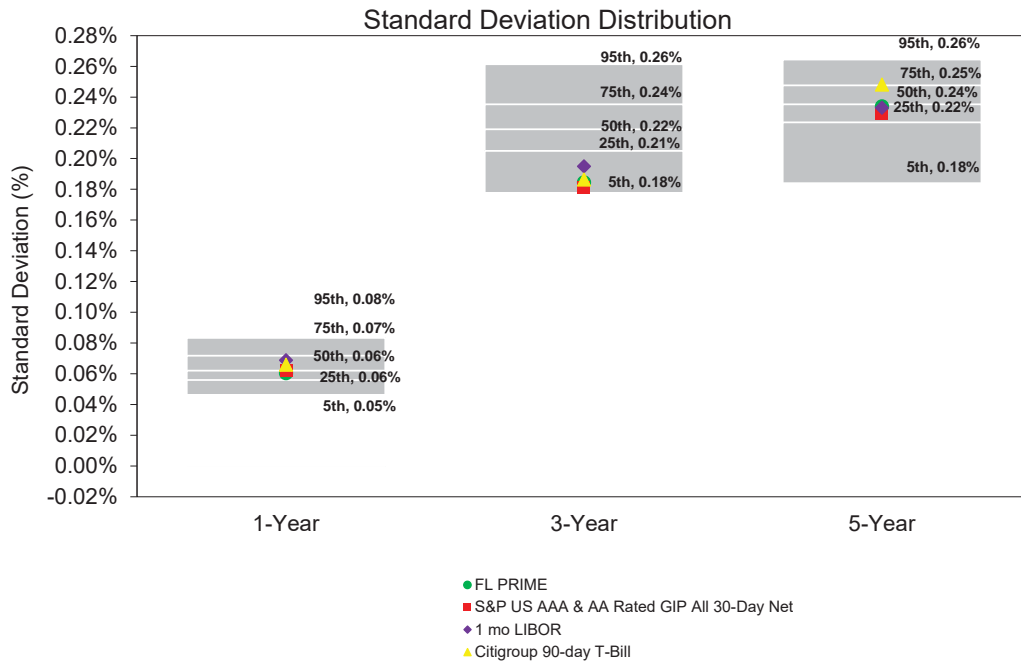 Standard Deviation Distribution
Standard Deviation (%)
0.28%
0.26%
0.24%
0.22%
0.20%
0.18%
0.16%
0.14%
0.12%
0.10%
0.08%
0.06%
0.04%
0.02%
0.00%
-0.02%
95th, 0.08%
75th, 0.07%
50th, 0.06%
25th, 0.06%
5th, 0.05%
95th, 0.26%
75th, 0.24%
50th, 0.22%
25th, 0.21%
5th, 0.18%
95th, 0.26%
75th, 0.25%
50th, 0.24%
25th, 0.22%
5th, 0.18%
1-Year
3-Year
5-Year
FL PRIME
S&P US AAA & AA Rated GIP All 30-Day Net
1 mo LIBOR
Citigroup 90-day T-Bill